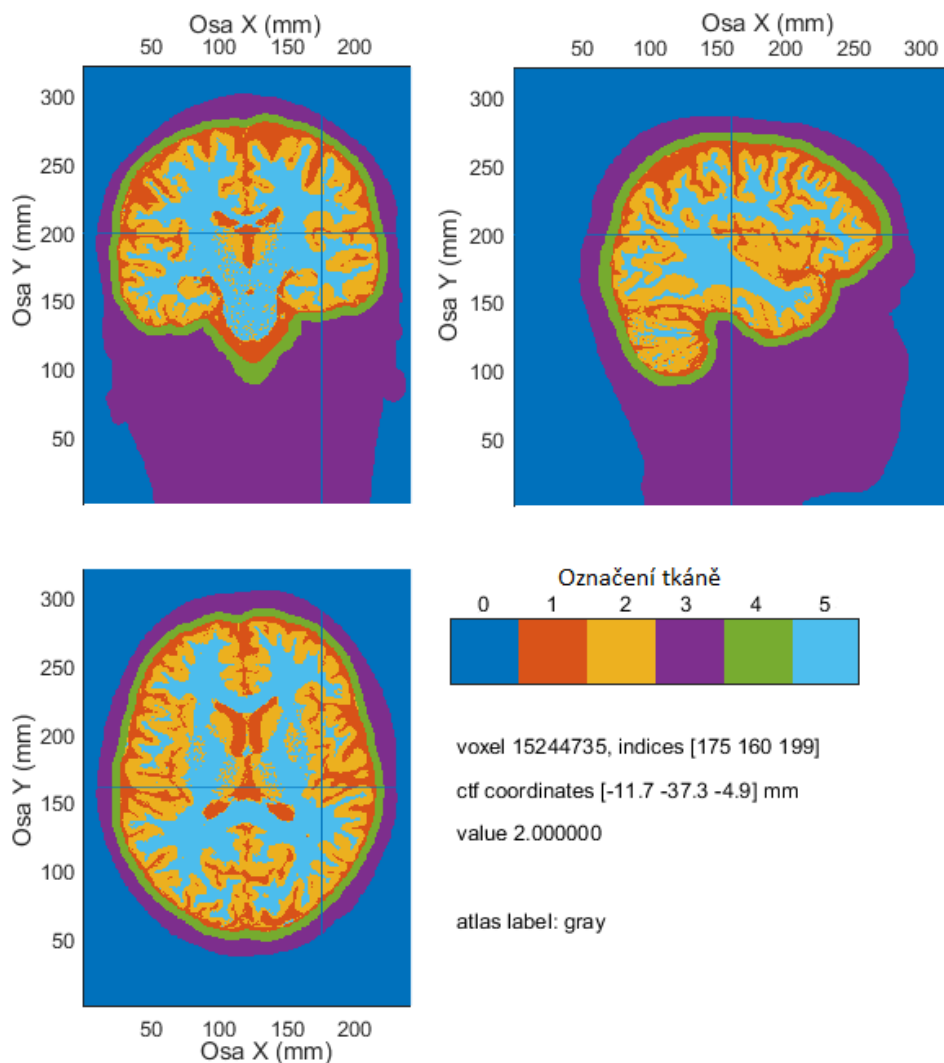 Osa X (mm)
50 100 150 200
300
250
200
150
100
50
Osa Y (mm)
Osa X (mm)
50 100 150 200 250 300
300
250
200
150
100
50
Osa Y (mm)
300
250
200
150
100
50
Osa Y (mm)
50 100 150 200
Osa X (mm)
Označení tkáně
0 1 2 3 4 5
voxel 15244735, indices [175 160 199]
ctf coordinates [-11.7 -37.3 -4.9] mm
value 2.000000
atlas label: gray